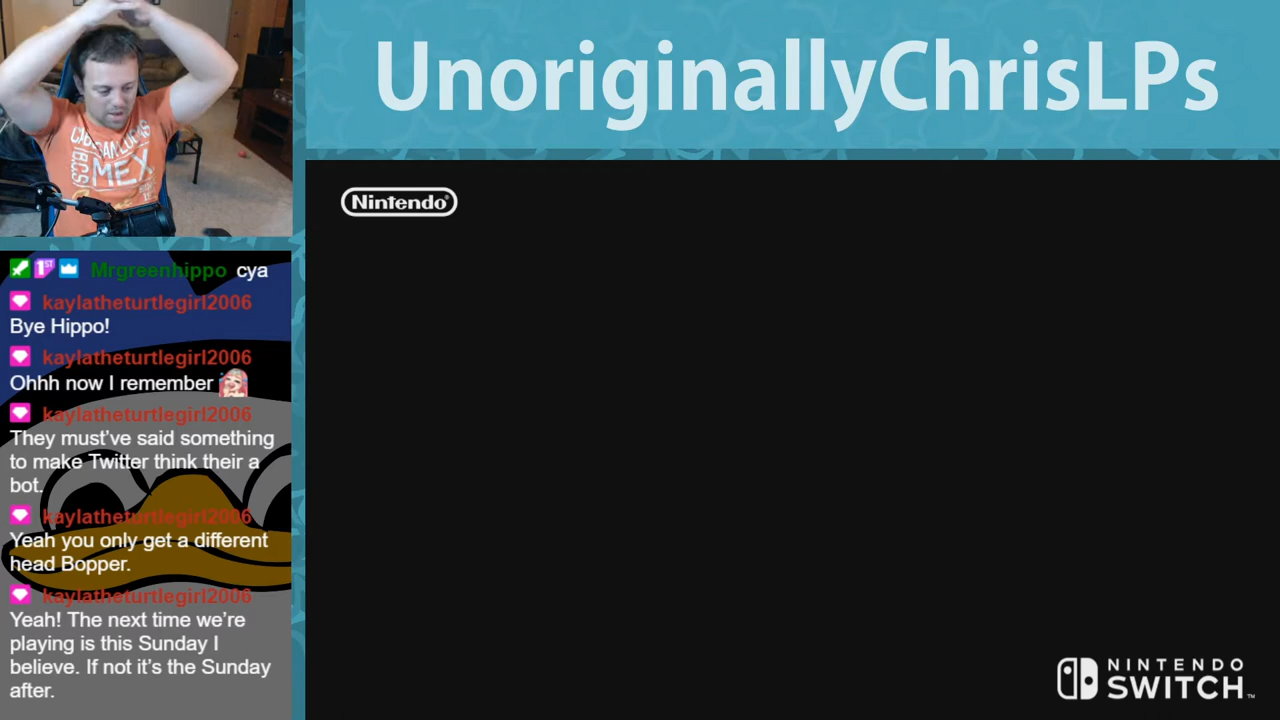 UnoriginallyChrisLPs
MEX
Nintendo
NINTENDO
SWITCH
1ST Mrgreenhippo cya
kaylatheturtlegirl2006
Bye Hippo!
kaylatheturtlegirl2006
Ohhh now I remember
kaylatheturtlegirl2006
They must've said something
to make Twitter think their a
bot.
kaylatheturtlegirl2006
Yeah you only get a different
head Bopper.
kaylatheturtlegirl2006
Yeah! The next time we're
playing is this Sunday I
believe. If not it's the Sunday
after.